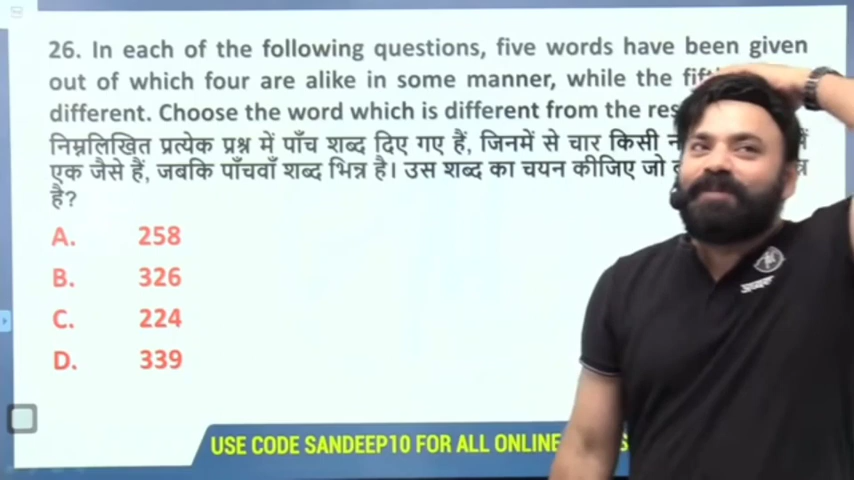 26. In each of the following questions, five words have been given
out of which four are alike in some manner, while the
different. Choose the word which is different from the
निम्नलिखित प्रत्येक प्रश्न में पाँच शब्द दिए गए हैं, जिनमें से चार किसी
एक जैसे हैं, जबकि पाँचवाँ शब्द भिन्न है। उस शब्द का चयन कीजिए जो
है?
A. 258
B. 326
C. 224
D. 339
USE CODE SANDEEP10 FOR ALL ONLINE